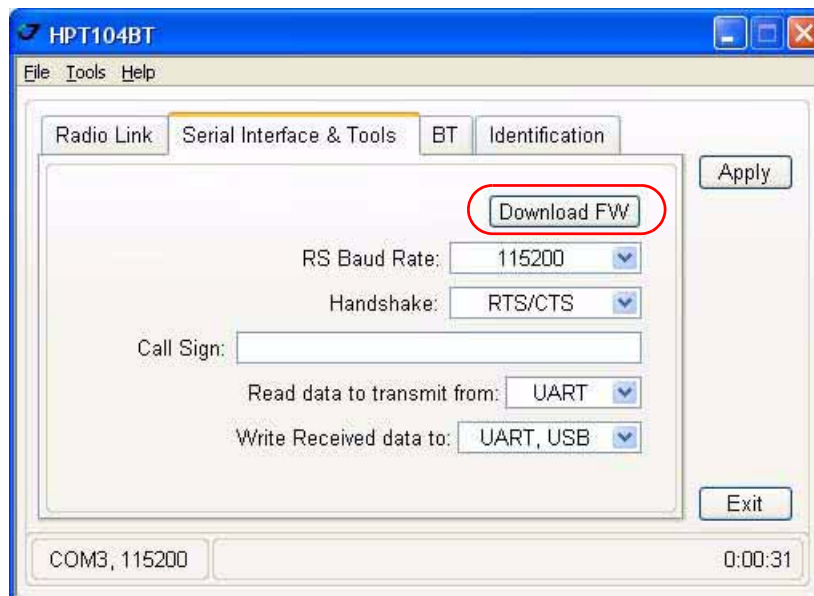 HPT104BT
File Tools Help
Radio Link Serial Interface & Tools BT Identification
Apply
Download FW
RS Baud Rate: 115200
Handshake: RTS/CTS
Call Sign:
Read data to transmit from: UART
Write Received data to: UART, USB
Exit
COM3, 115200 0:00:31